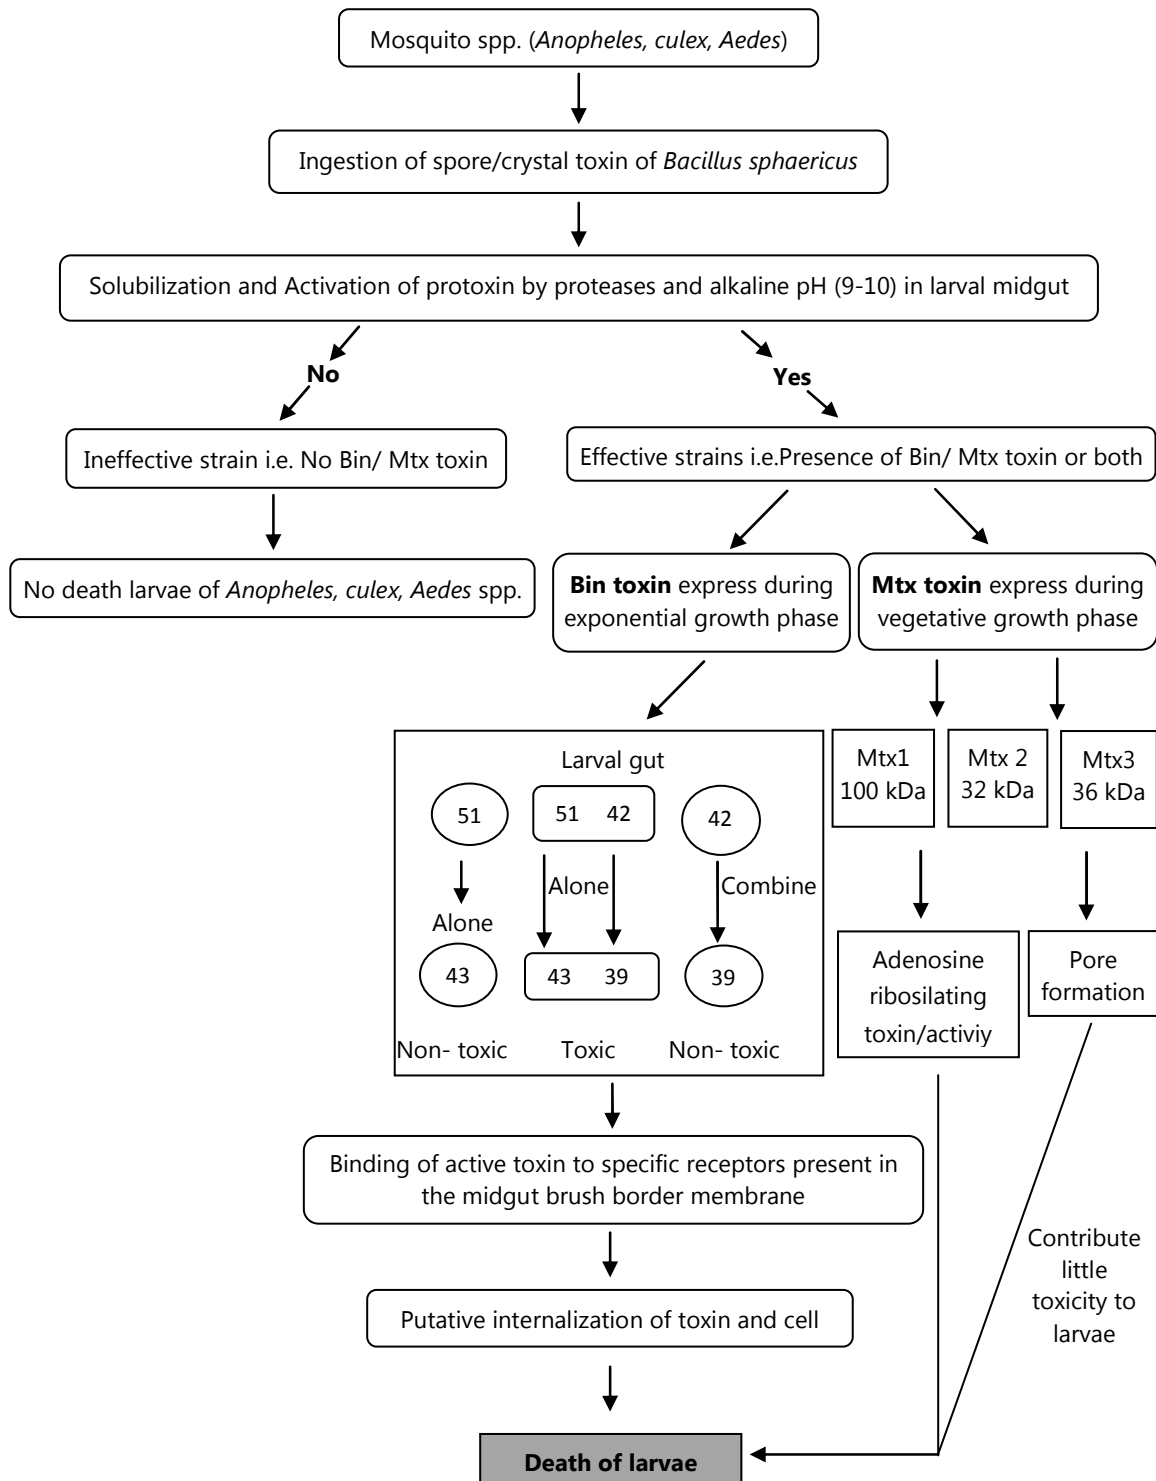 Mosquito spp. (Anopheles, culex, Aedes)
Ingestion of spore/crystal toxin of Bacillus sphaericus
Solubilization and Activation of protoxin by proteases and alkaline pH (9-10) in larval midgut
No
Yes
Ineffective strain i.e. No Bin/ Mtx toxin
Effective strains i.e.Presence of Bin/ Mtx toxin or both
No death larvae of Anopheles, culex, Aedes spp.
Bin toxin express during
exponential growth phase
Mtx toxin express during
vegetative growth phase
Larval gut
51
51 42
42
Alone
Alone
Combine
43
43 39
39
Non- toxic
Toxic
Non- toxic
Mtx1
100 kDa
Mtx 2
32 kDa
Mtx3
36 kDa
Adenosine
ribosilating
toxin/activiy
Pore
formation
Binding of active toxin to specific receptors present in
the midgut brush border membrane
Putative internalization of toxin and cell
Contribute
little
toxicity to
larvae
Death of larvae